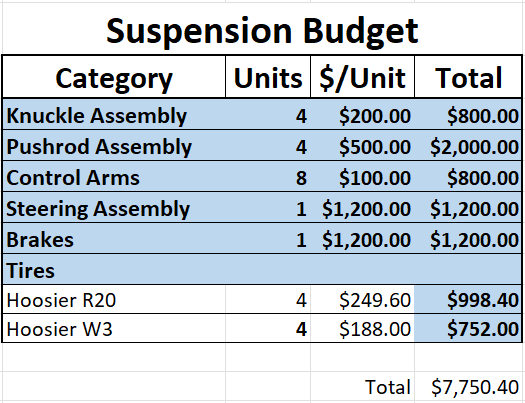 Suspension Budget
Category Units $/Unit Total
Knuckle Assembly 4 $200.00 $800.00
Pushrod Assembly 4 $500.00 $2,000.00
Control Arms 8 $100.00 $800.00
Steering Assembly 1 $1,200.00 $1,200.00
Brakes 1 $1,200.00 $1,200.00
Tires
Hoosier R20 4 $249.60 $998.40
Hoosier W3 4 $188.00 $752.00
Total $7,750.40